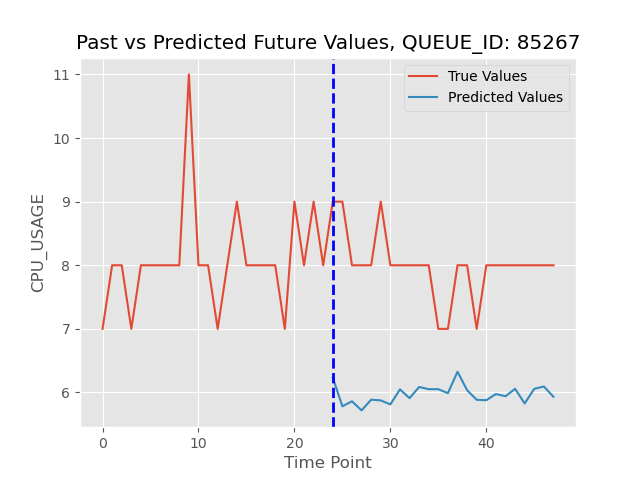 Past vs Predicted Future Values, QUEUE_ID: 85267
True Values
Predicted Values
CPU_USAGE
11
10
9
8
7
6
0 10 20 30 40
Time Point